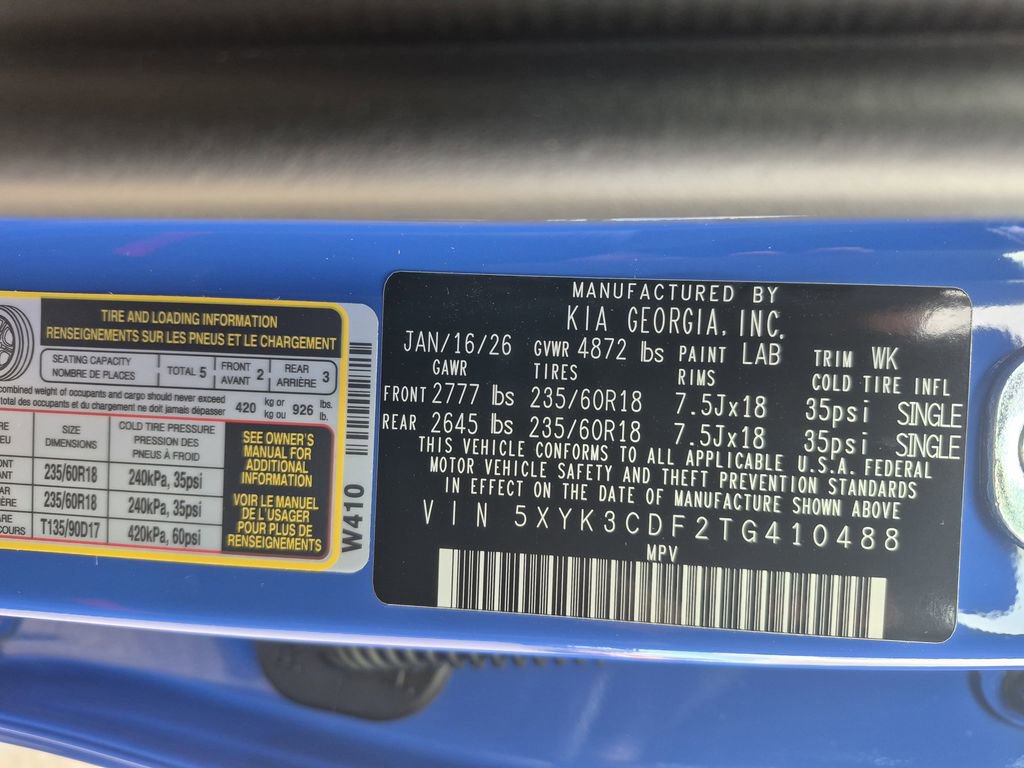 TIRE AND LOADING INFORMATION
RENSEIGNEMENTS SUR LES PNEUS ET LE CHARGEMENT
SEATING CAPACITY
NOMBRE DE PLACES
TOTAL 5
FRONT
AVANT 2
REAR
ARRIÈRE 3
combined weight of occupants and cargo should never exceed
total des occupants et du chargement ne doit jamais dépasser
420 kg or kg ou 926 lbs. lb.
SIZE
DIMENSIONS
COLD TIRE PRESSURE
PRESSION DES
PNEUS À FROID
235/60R18 240kPa, 35psi
235/60R18 240kPa, 35psi
T135/90D17 420kPa, 60psi
SEE OWNER'S
MANUAL FOR
ADDITIONAL
INFORMATION
VOIR LE MANUEL
DE L'USAGER
POUR PLUS DE
RENSEIGNEMENTS
W410
MANUFACTURED BY
KIA GEORGIA, INC.
JAN/16/26 GVWR 4872 lbs PAINT LAB TRIM WK
GAWR TIRES RIMS COLD TIRE INFL
FRONT 2777 lbs 235/60R18 7.5Jx18 35psi SINGLE
REAR 2645 lbs 235/60R18 7.5Jx18 35psi SINGLE
THIS VEHICLE CONFORMS TO ALL APPLICABLE U.S.A. FEDERAL
MOTOR VEHICLE SAFETY AND THEFT PREVENTION STANDARDS
IN EFFECT ON THE DATE OF MANUFACTURE SHOWN ABOVE
VIN 5XYK3CDF2TG410488
MPV